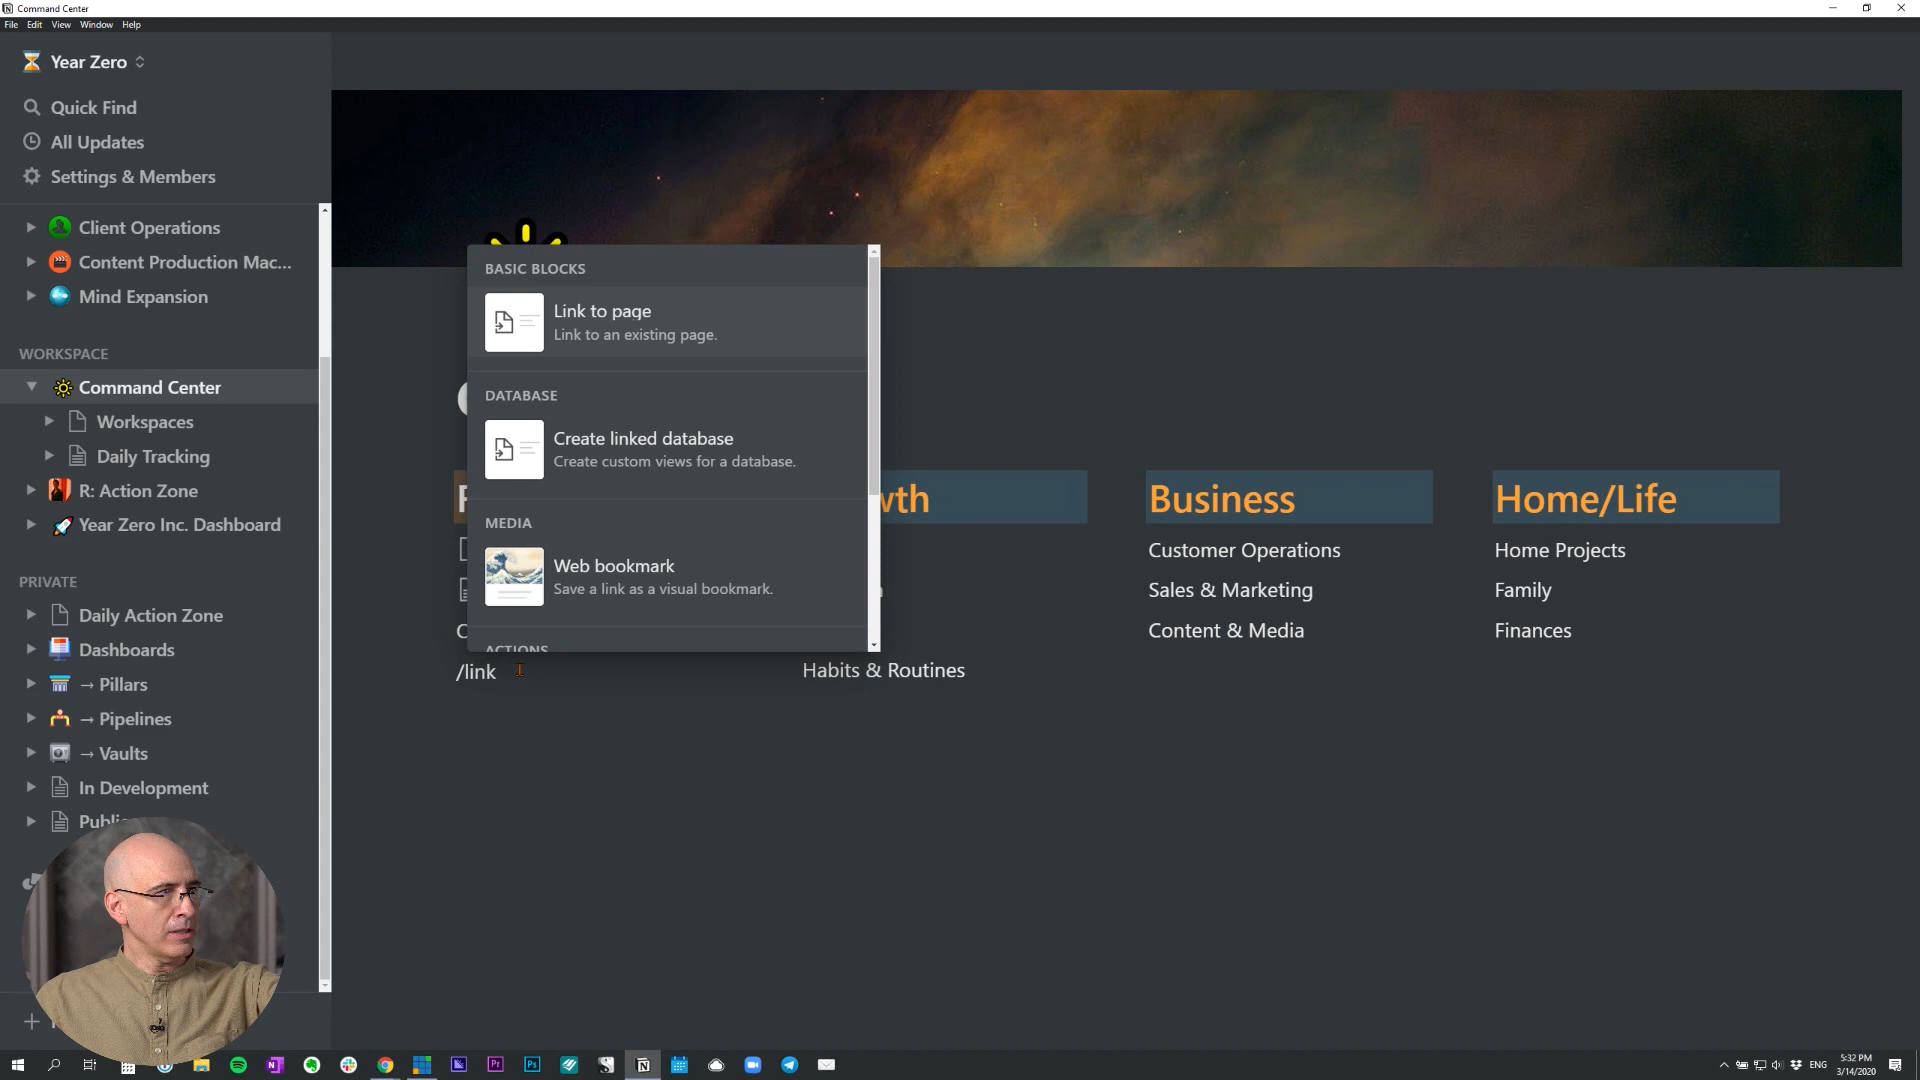 Command Center
File Edit View Window Help
Year Zero
Quick Find
All Updates
Settings & Members
Client Operations
Content Production Mac...
Mind Expansion
WORKSPACE
Command Center
Workspaces
Daily Tracking
R: Action Zone
Year Zero Inc. Dashboard
PRIVATE
Daily Action Zone
Dashboards
→ Pillars
→ Pipelines
→ Vaults
In Development
BASIC BLOCKS
Link to page
Link to an existing page.
DATABASE
Create linked database
Create custom views for a database.
MEDIA
Web bookmark
Save a link as a visual bookmark.
ACTIONS
/link
Habits & Routines
Business
Customer Operations
Sales & Marketing
Content & Media
Home/Life
Home Projects
Family
Finances
ENG
5:32 PM
3/14/2020